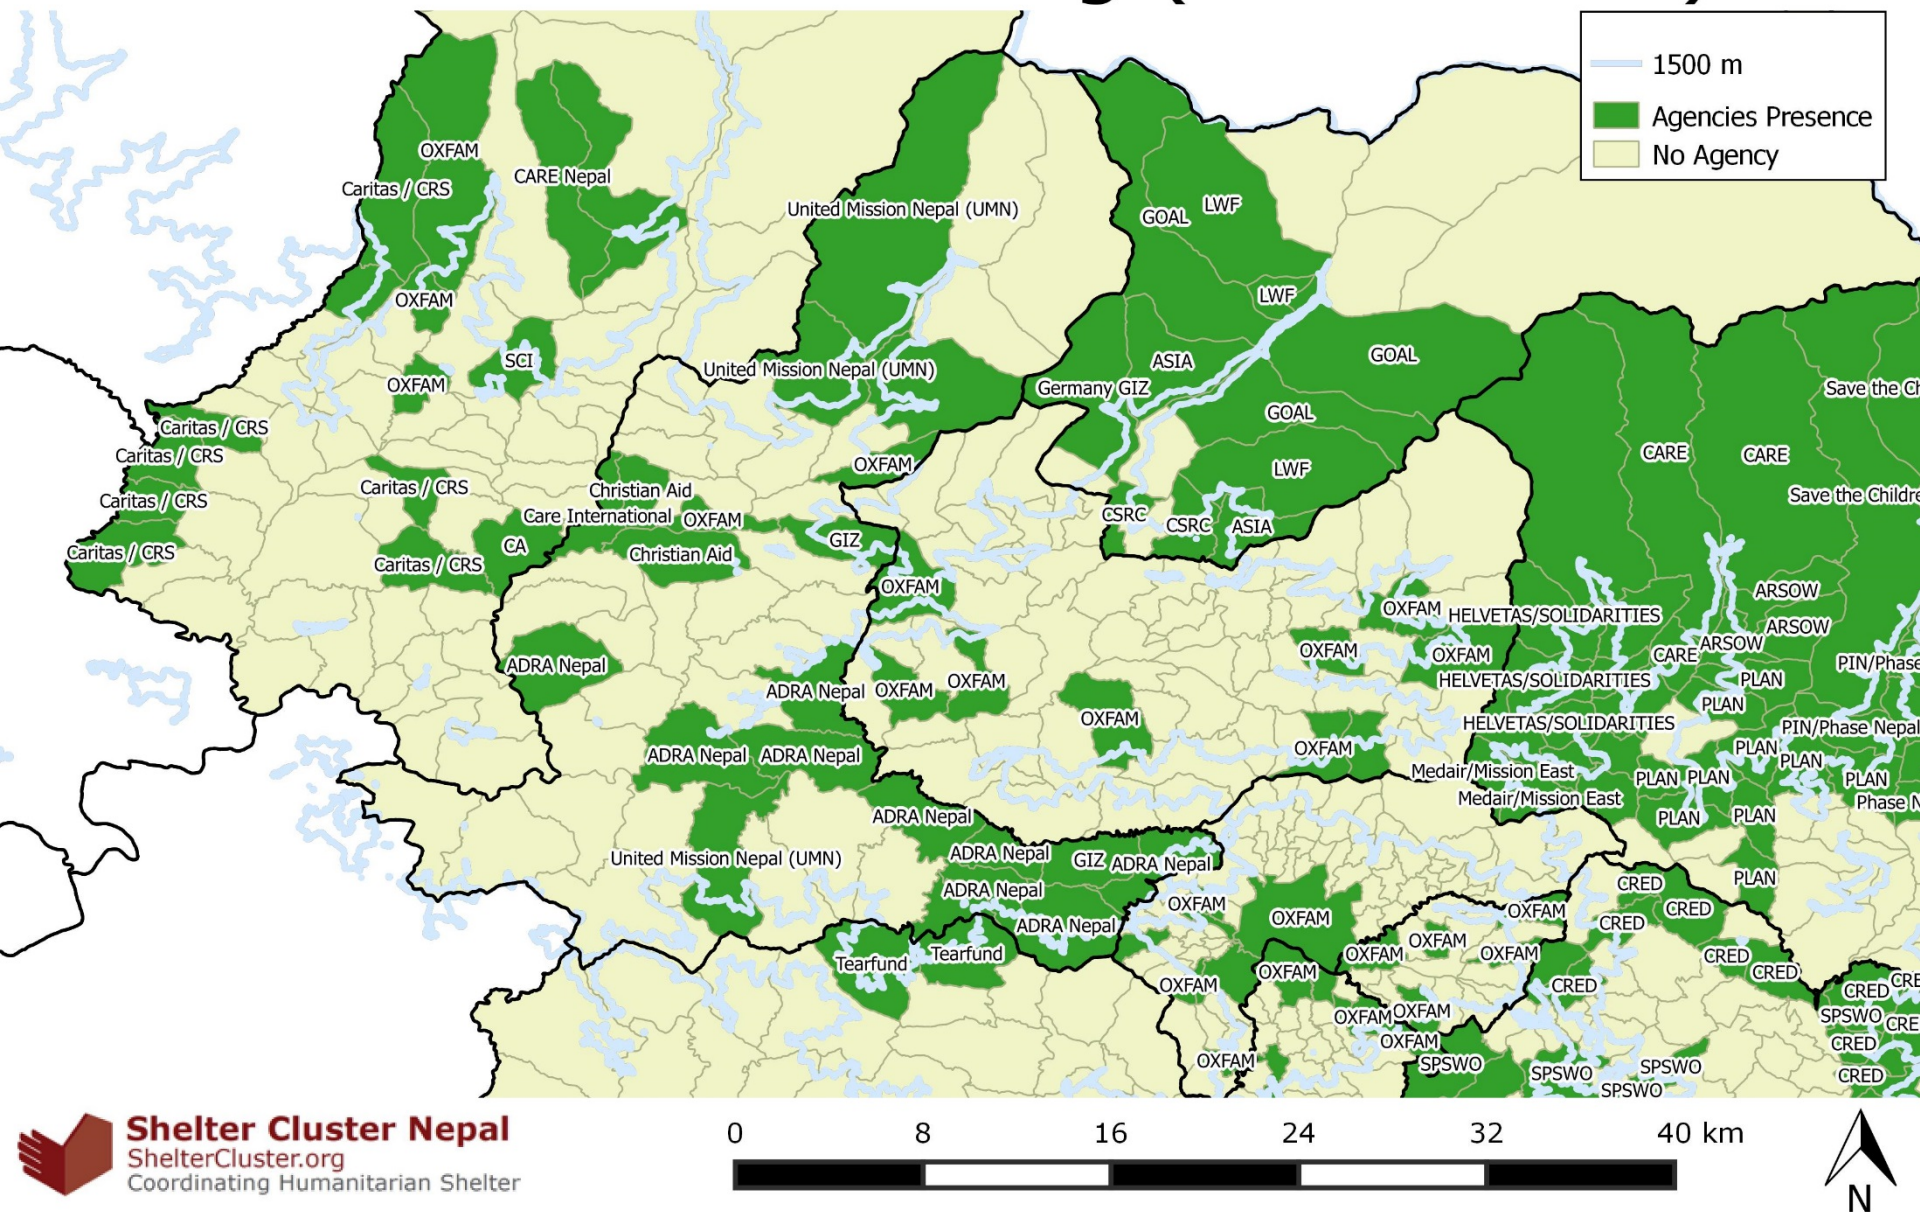 1500 m
Agencies Presence
No Agency
OXFAM
CARE Nepal
Caritas / CRS
United Mission Nepal (UMN)
LWF
GOAL
OXFAM
LWF
SCI
ASIA
GOAL
United Mission Nepal (UMN)
OXFAM
Germany GIZ
Save the Ch
GOAL
Caritas / CRS
Caritas / CRS
CARE
CARE
OXFAM
LWF
Caritas / CRS
Christian Aid
Save the Childre
Caritas / CRS
Care International
OXFAM
CSRC
CSRC
ASIA
Caritas / CRS
CA
Christian Aid
GIZ
Caritas / CRS
OXFAM
ARSOW
OXFAM
HELVETAS/SOLIDARITIES
ARSOW
ARSOW
OXFAM
OXFAM
CARE
PIN/Phase
ADRA Nepal
HELVETAS/SOLIDARITIES
PLAN
ADRA Nepal
OXFAM
OXFAM
PLAN
OXFAM
HELVETAS/SOLIDARITIES
PIN/Phase Nepal
ADRA Nepal
ADRA Nepal
OXFAM
PLAN
PLAN
Medair/Mission East
PLAN
PLAN
PLAN
Medair/Mission East
Phase N
ADRA Nepal
PLAN
PLAN
United Mission Nepal (UMN)
ADRA Nepal
GIZ
ADRA Nepal
PLAN
ADRA Nepal
CRED
OXFAM
OXFAM
OXFAM
CRED
CRED
ADRA Nepal
OXFAM
OXFAM
OXFAM
CRED
Tearfund
Tearfund
OXFAM
CRED
OXFAM
CRED
CRED
CRE
OXFAM
OXFAM
SPSWO
CRE
OXFAM
CRED
OXFAM
SPSWO
SPSWO
SPSWO
CRED
SPSWO
Shelter Cluster Nepal
ShelterCluster.org
Coordinating Humanitarian Shelter
0 8 16 24 32 40 km
N